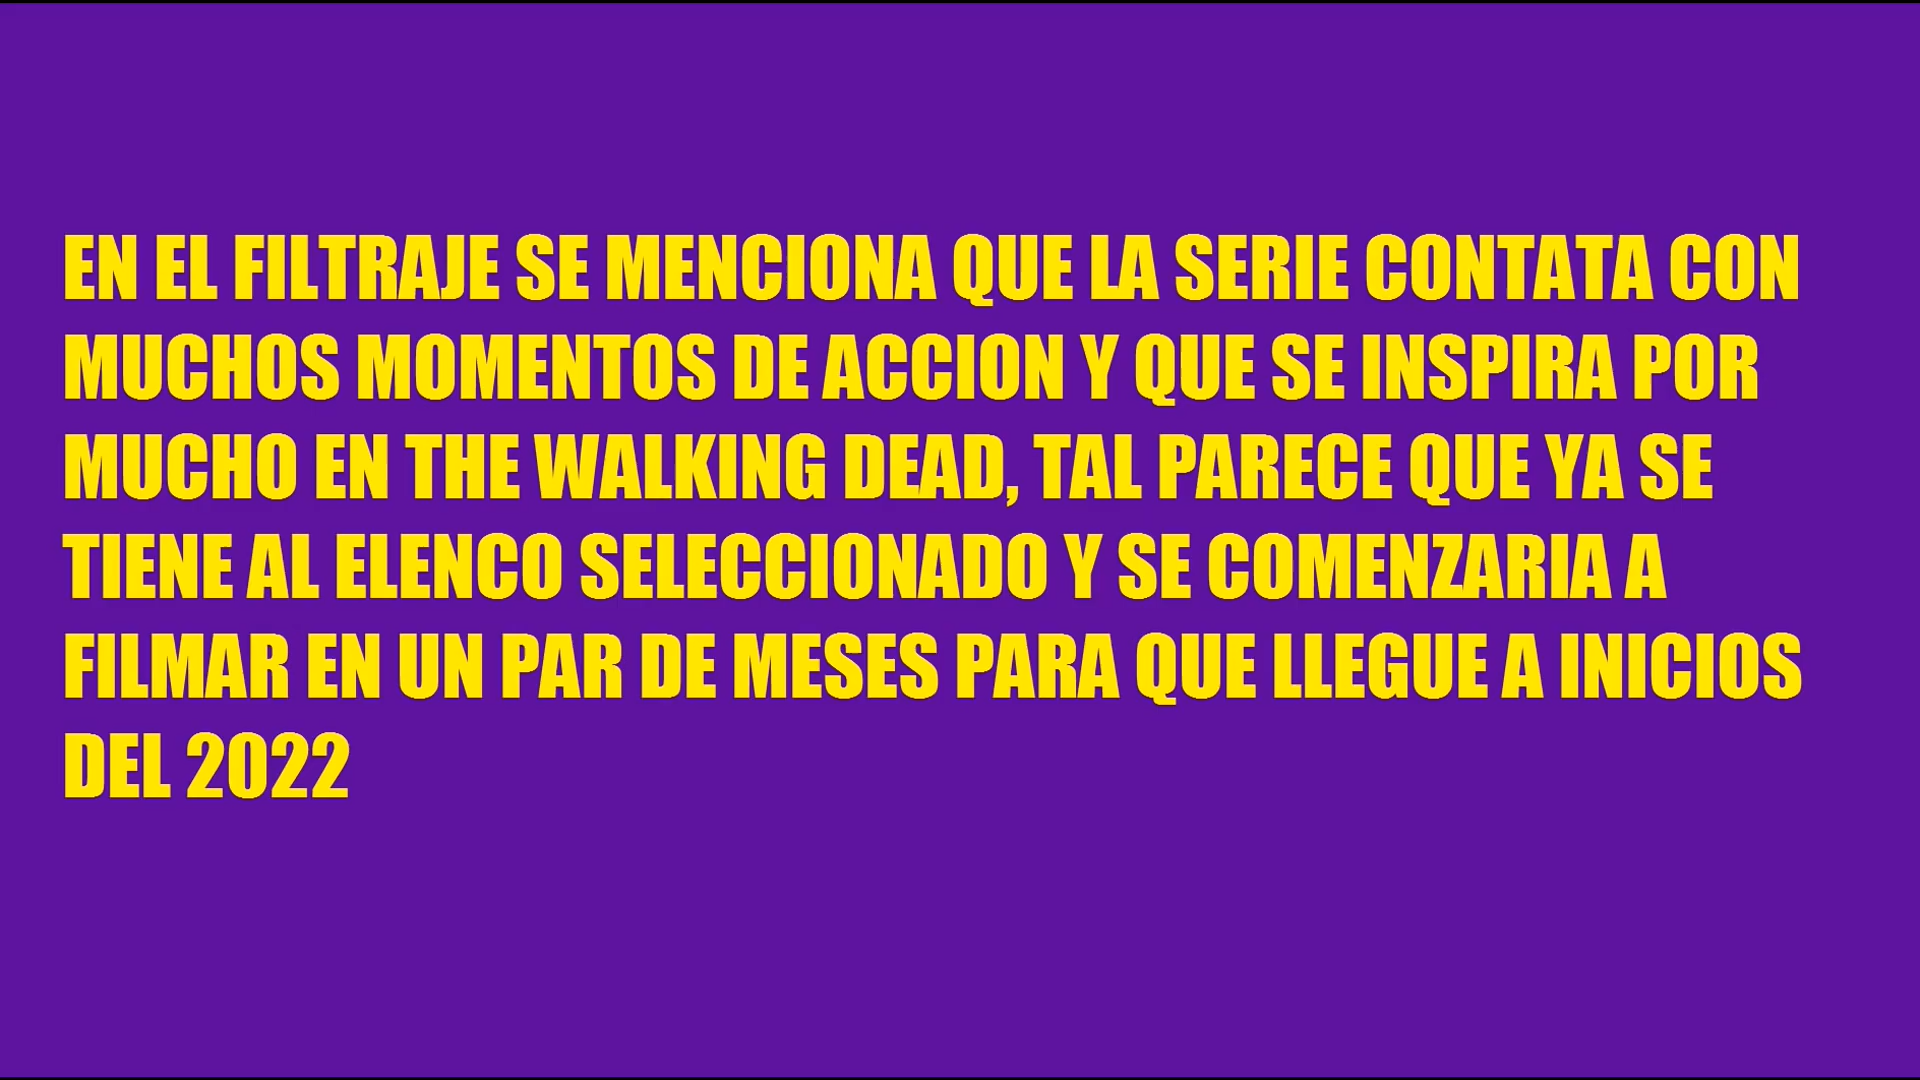 EN EL FILTRAJE SE MENCIONA QUE LA SERIE CONTATA CON
MUCHOS MOMENTOS DE ACCION Y QUE SE INSPIRA POR
MUCHO EN THE WALKING DEAD, TAL PARECE QUE YA SE
TIENE AL ELENCO SELECCIONADO Y SE COMENZARIA A
FILMAR EN UN PAR DE MESES PARA QUE LLEGUE A INICIOS
DEL 2022